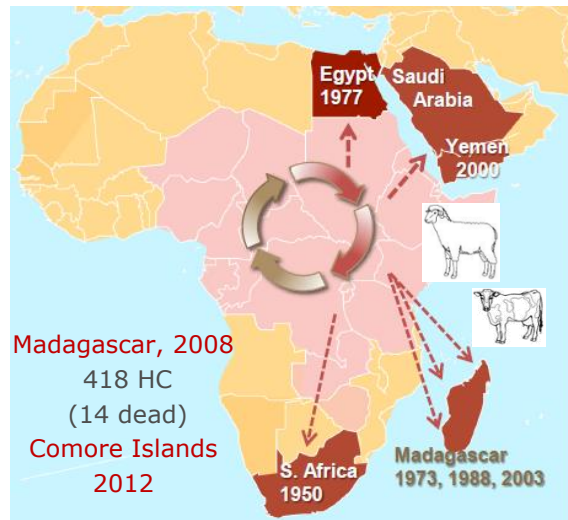 Egypt
1977
Saudi
Arabia
Yemen
2000
Madagascar, 2008
418 HC
(14 dead)
Comore Islands
2012
S. Africa
1950
Madagascar
1973, 1988, 2003